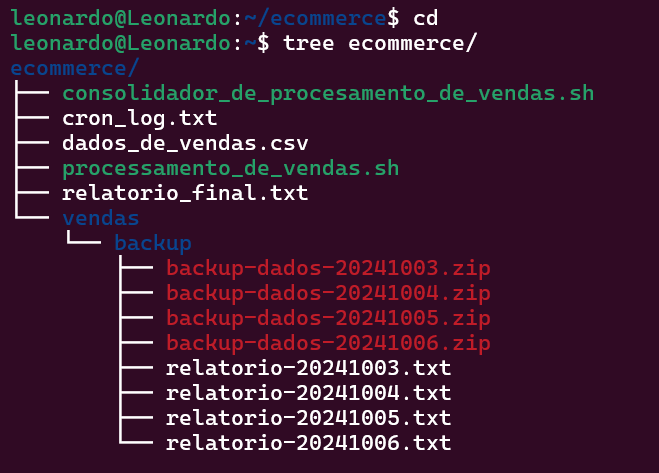 leonardo@Leonardo:~/ecommerce$ cd
leonardo@Leonardo:~$ tree ecommerce/
ecommerce/
├── consolidador_de_procesamento_de_vendas.sh
├── cron_log.txt
├── dados_de_vendas.csv
├── processamento_de_vendas.sh
├── relatorio_final.txt
└── vendas
    └── backup
        ├── backup-dados-20241003.zip
        ├── backup-dados-20241004.zip
        ├── backup-dados-20241005.zip
        ├── backup-dados-20241006.zip
        ├── relatorio-20241003.txt
        ├── relatorio-20241004.txt
        ├── relatorio-20241005.txt
        └── relatorio-20241006.txt